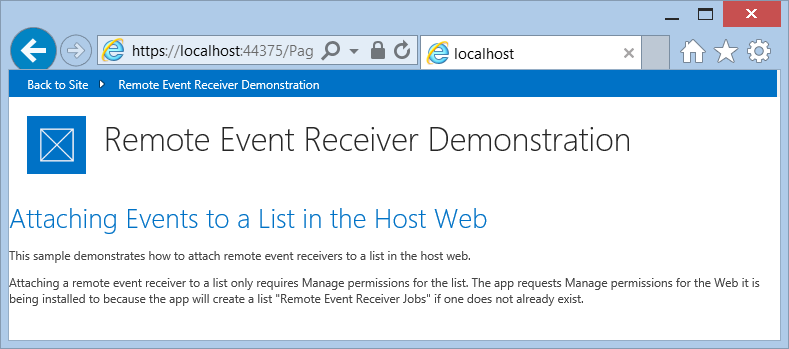 https://localhost:44375/Pag
localhost
Back to Site Remote Event Receiver Demonstration
Remote Event Receiver Demonstration
Attaching Events to a List in the Host Web
This sample demonstrates how to attach remote event receivers to a list in the host web.
Attaching a remote event receiver to a list only requires Manage permissions for the list. The app requests Manage permissions for the Web it is
being installed to because the app will create a list "Remote Event Receiver Jobs" if one does not already exist.